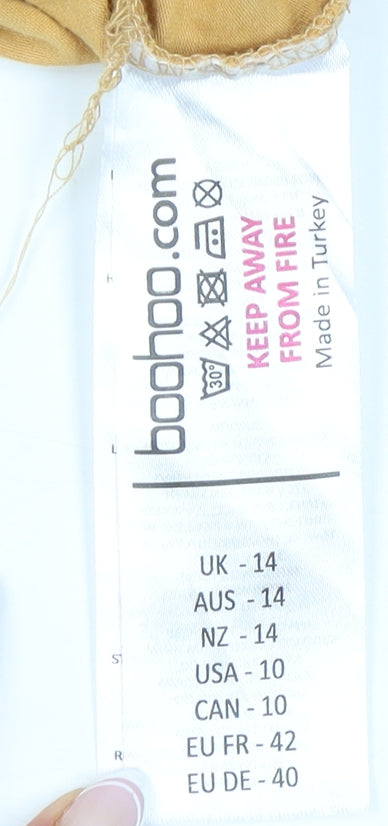 boohoo.com
30°
KEEP AWAY
FROM FIRE
Made in Turkey
UK - 14
AUS - 14
NZ - 14
USA - 10
CAN - 10
EU FR - 42
EU DE - 40
L
S
R